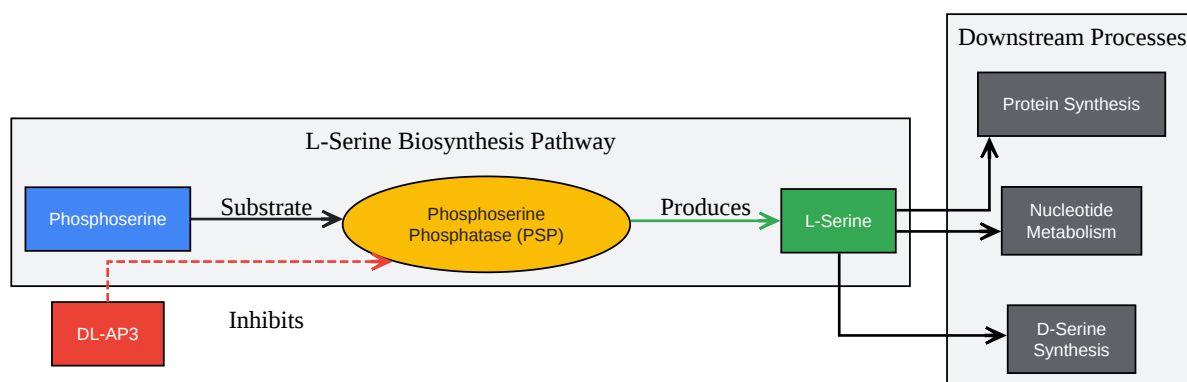 Downstream Processes
Protein Synthesis
L-Serine Biosynthesis Pathway
Phosphoserine
Substrate
Phosphoserine
Phosphatase (PSP)
Produces
L-Serine
Nucleotide
Metabolism
DL-AP3
Inhibits
D-Serine
Synthesis